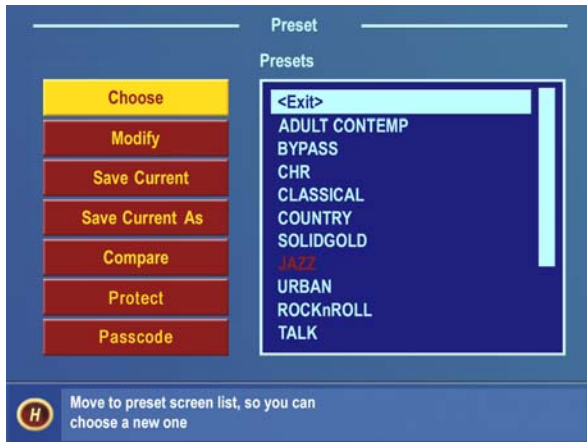 Preset
Presets
Choose
Modify
Save Current
Save Current As
Compare
Protect
Passcode
<Exit>
ADULT CONTEMP
BYPASS
CHR
CLASSICAL
COUNTRY
SOLIDGOLD
JAZZ
URBAN
ROCKnROLL
TALK
H
Move to preset screen list, so you can
choose a new one